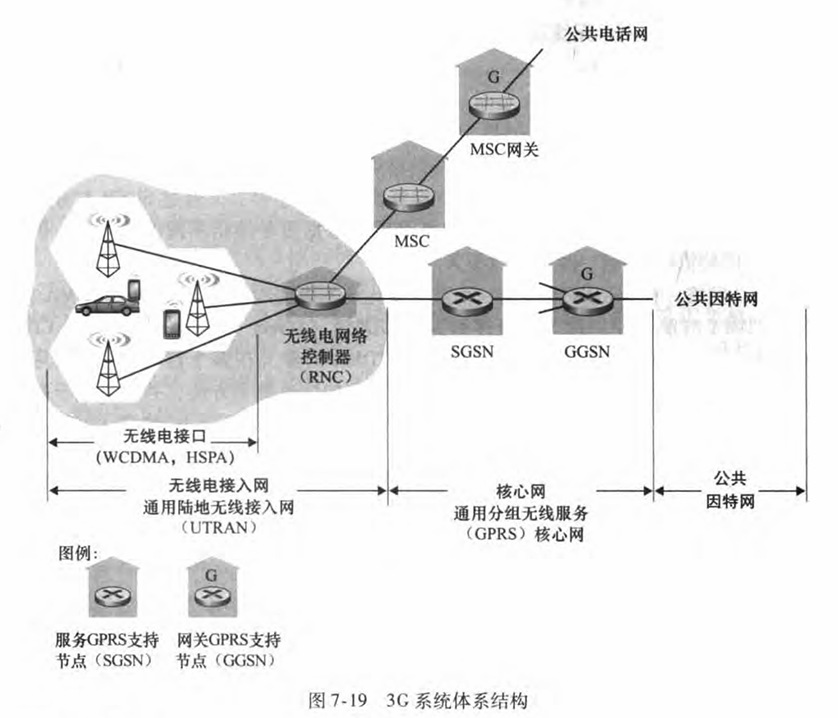 公共电话网
G
MSC网关
MSC
G
公共因特网
SGSN
GGSN
无线电网络
控制器
（RNC）
无线电接口
(WCDMA，HSPA)
无线电接入网
通用陆地无线接入网
（UTRAN）
核心网
通用分组无线服务
（GPRS）核心网
公共
因特网
图例：
G
服务GPRS支持
节点（SGSN）
网关GPRS支持
节点（GGSN）
图 7-19 3G 系统体系结构